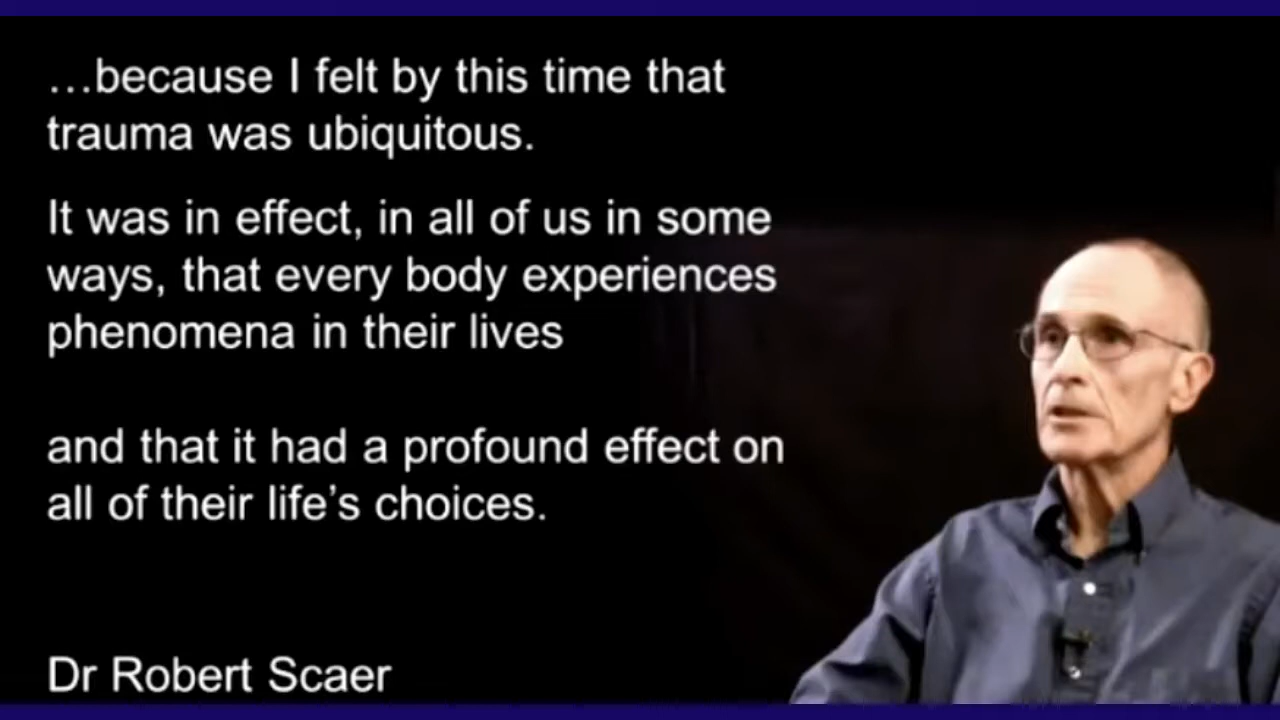 …because I felt by this time that
trauma was ubiquitous.
It was in effect, in all of us in some
ways, that every body experiences
phenomena in their lives
and that it had a profound effect on
all of their life’s choices.
Dr Robert Scaer